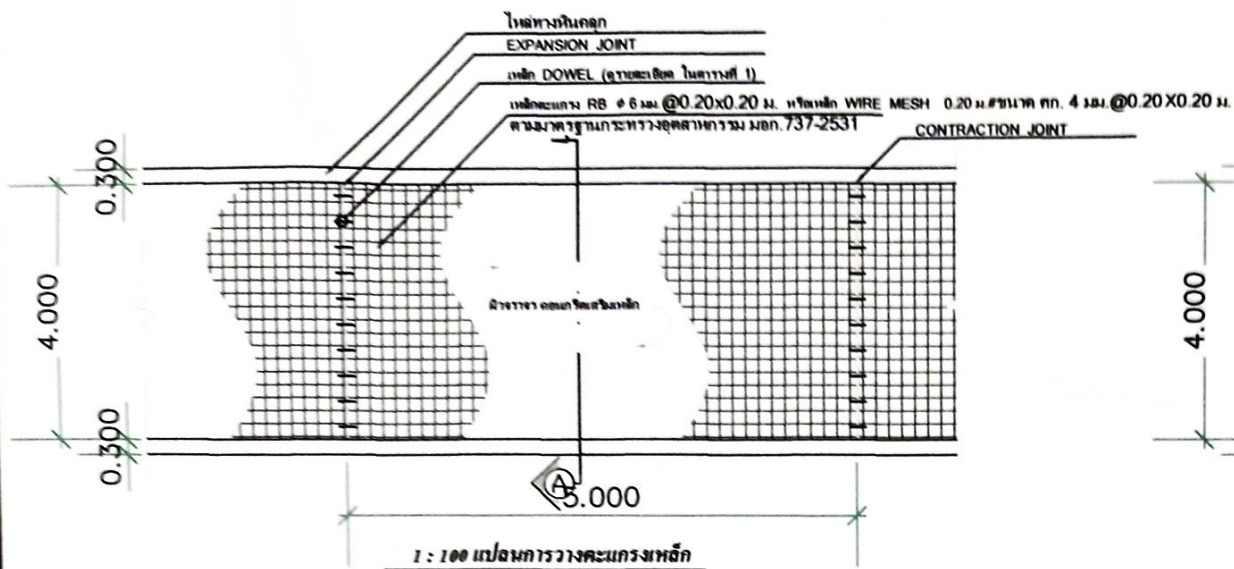 ไหล่ทางหินคลุก
EXPANSION JOINT
เหล็ก DOWEL (ดูรายละเอียด ในตารางที่ 1)
เหล็กตะแกรง RB ø 6 มม.@0.20x0.20 ม. หรือเหล็ก WIRE MESH 0.20 ม.#ขนาด ศก. 4 มม.@0.20X0.20 ม.
ตามมาตรฐานกระทรวงอุตสาหกรรม มอก.737-2531
CONTRACTION JOINT
0.300
4.000
0.300
ผิวจราจร คอนกรีตเสริมเหล็ก
4.000
A
5.000
1 : 100 แปลนการวางตะแกรงเหล็ก